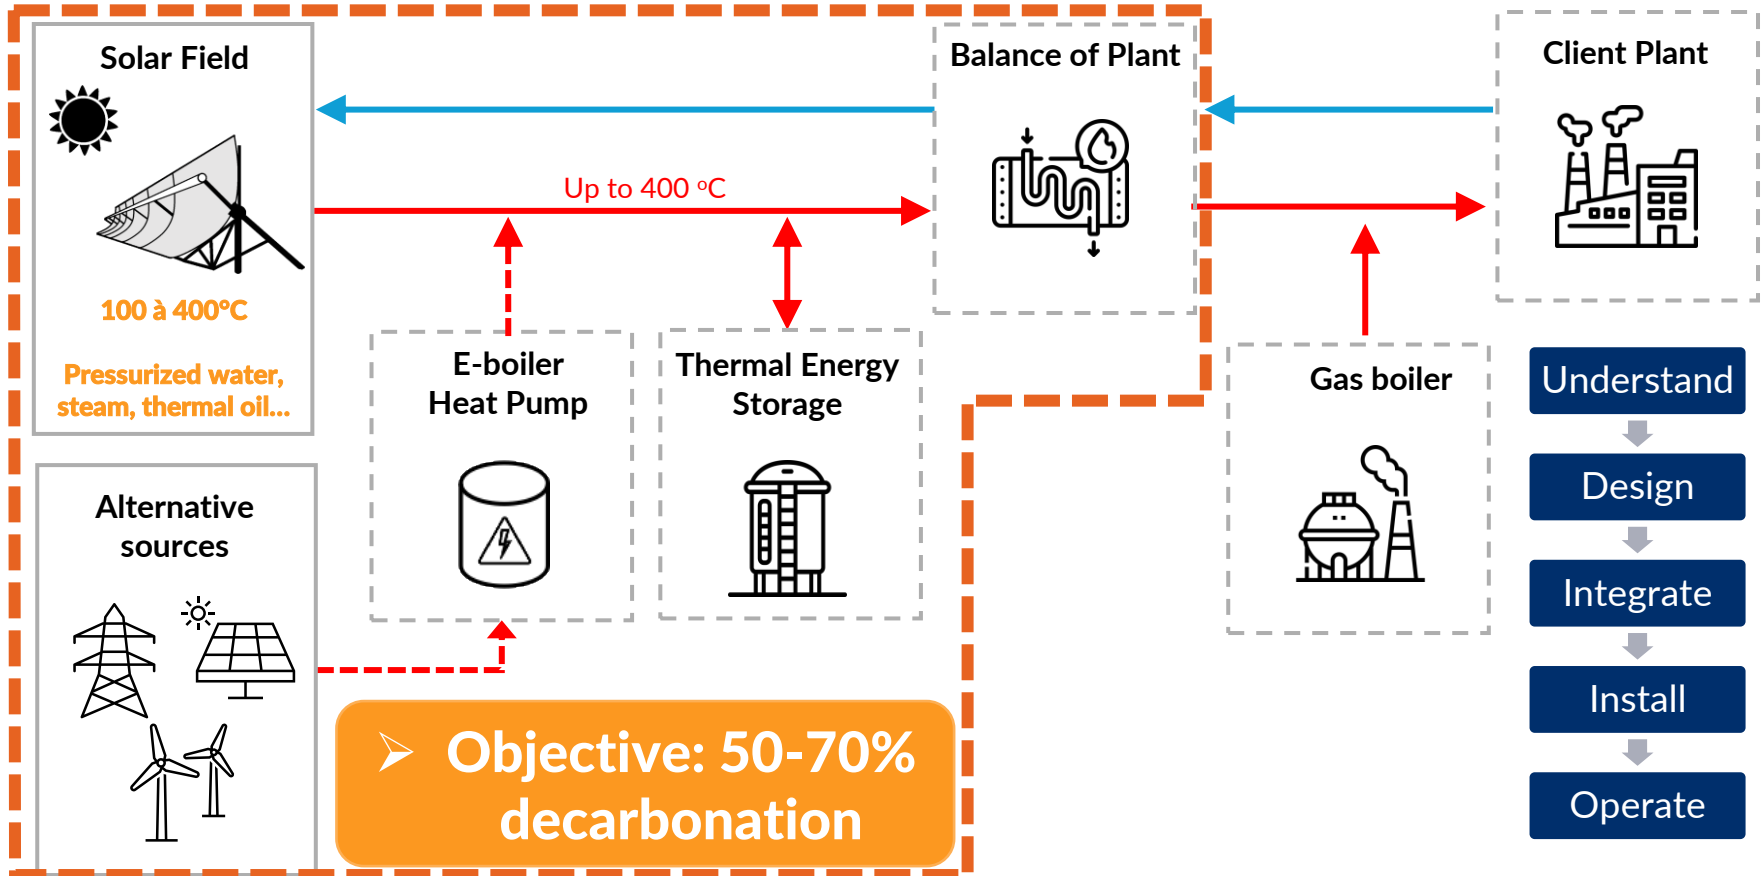 Solar Field
100 à 400°C
Pressurized water,
steam, thermal oil...
Alternative
sources
Up to 400 °C
E-boiler
Heat Pump
Thermal Energy
Storage
Balance of Plant
Gas boiler
Client Plant
Objective: 50-70%
decarbonation
Understand
Design
Integrate
Install
Operate